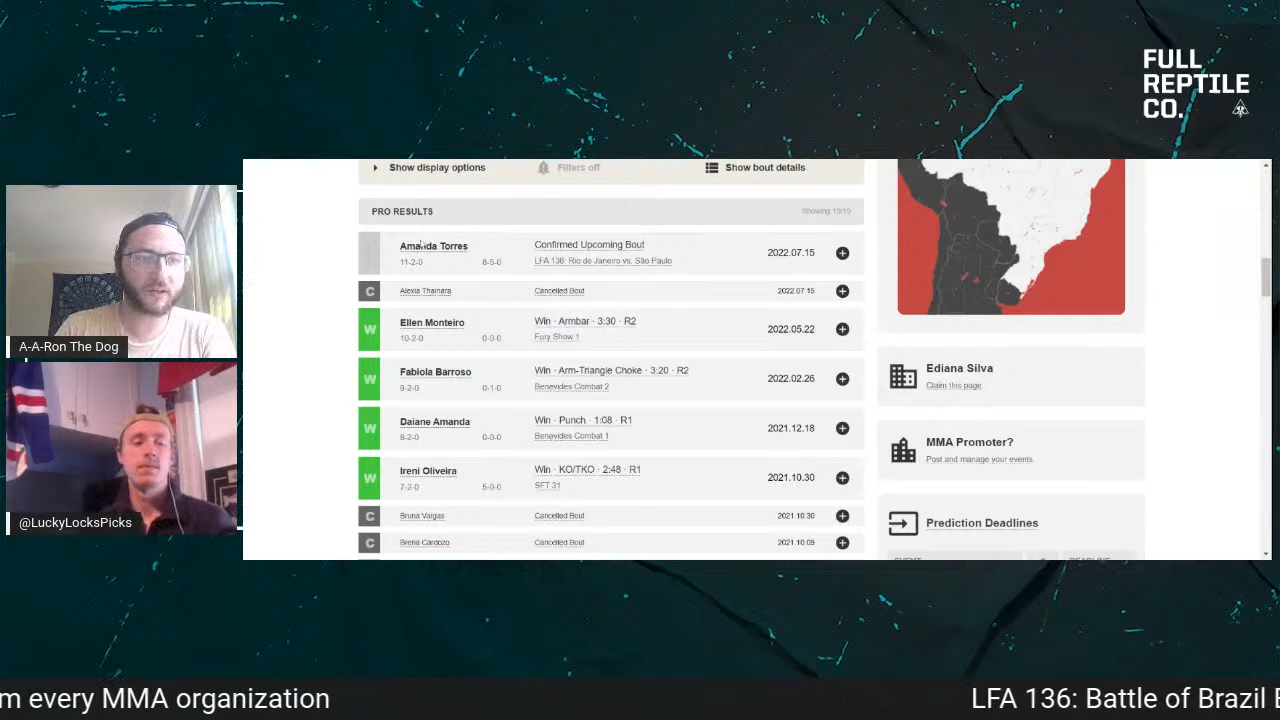 FULL
REPTILE
CO.
Show display options
Filters off
Show bout details
PRO RESULTS
Showing 19/19
Amanda Torres
Confirmed Upcoming Bout
2022.07.15
11-2-0
8-5-0
LFA 136: Rio de Janeiro vs. São Paulo
C
Alexia Thainara
Cancelled Bout
2022.07.15
W
Ellen Monteiro
Win · Armbar · 3:30 · R2
2022.05.22
10-2-0
0-0-0
Fury Show 1
W
Fabiola Barroso
Win · Arm-Triangle Choke · 3:20 · R2
2022.02.26
9-2-0
0-1-0
Benevides Combat 2
W
Daiane Amanda
Win · Punch · 1:08 · R1
2021.12.18
8-2-0
0-0-0
Benevides Combat 1
W
Ireni Oliveira
Win · KO/TKO · 2:48 · R1
2021.10.30
7-2-0
5-0-0
SFT 31
C
Bruna Vargas
Cancelled Bout
2021.10.30
C
Brena Cardozo
Cancelled Bout
2021.10.09
Ediana Silva
Claim this page
MMA Promoter?
Post and manage your events
Prediction Deadlines
EVENT
DEADLINE
A-A-Ron The Dog
@LuckyLocksPicks
m every MMA organization
LFA 136: Battle of Brazil